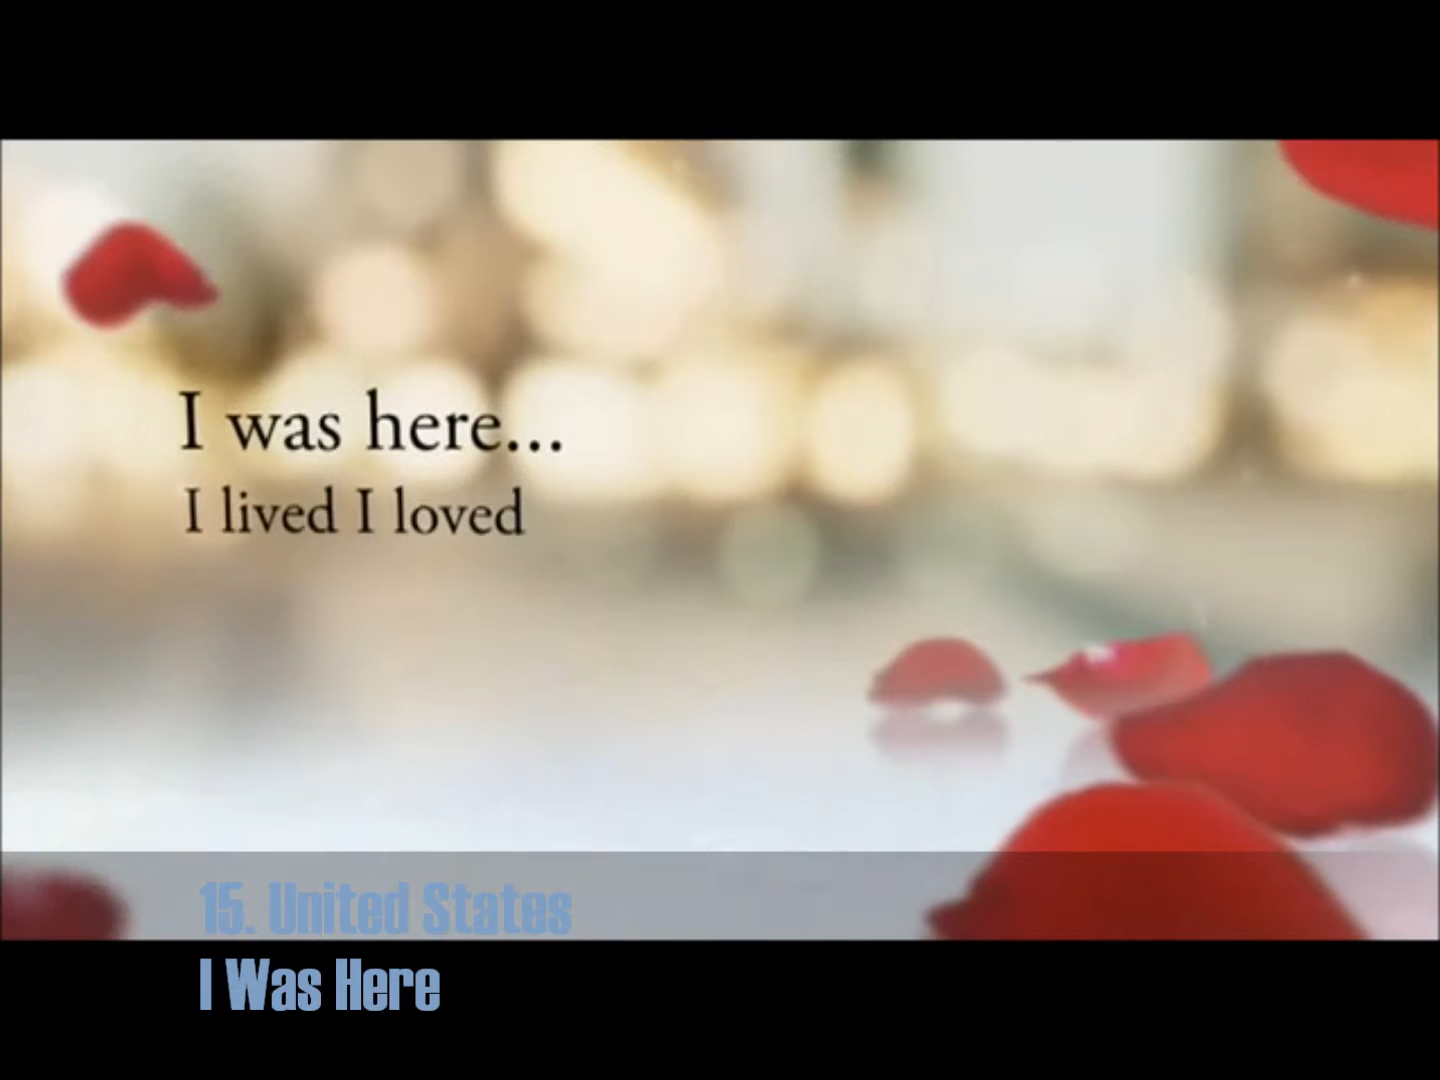 I was here...
I lived I loved
15. United States
I Was Here